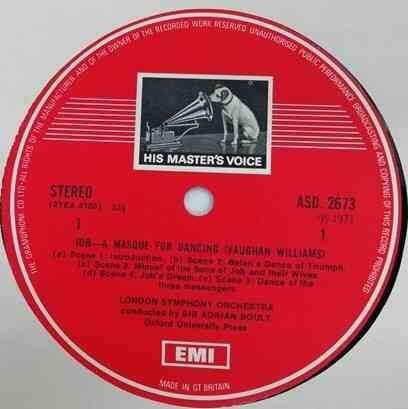 THE GRAMOPHONE CO LTD·ALL RIGHTS OF THE MANUFACTURER AND OF THE OWNER OF THE RECORDED WORK RESERVED UNAUTHORISED PUBLIC PERFORMANCE BROADCASTING AND COPYING OF THIS RECORD PROHIBITED
HIS MASTER'S VOICE
STEREO
ASD. 2673
1971
1
1
JOB—A MASQUE FOR DANCING (VAUGHAN WILLIAMS)
(a) Scene 1: Introduction. (b) Scene 2: Satan's Dance of Triumph.
(c) Scene 3: Minuet of the Sons of Job and their Wives.
(d) Scene 4: Job's Dream. (e) Scene 5: Dance of the
three messengers.
LONDON SYMPHONY ORCHESTRA
conducted by SIR ADRIAN BOULT
Oxford University Press
EMI
MADE IN GT BRITAIN